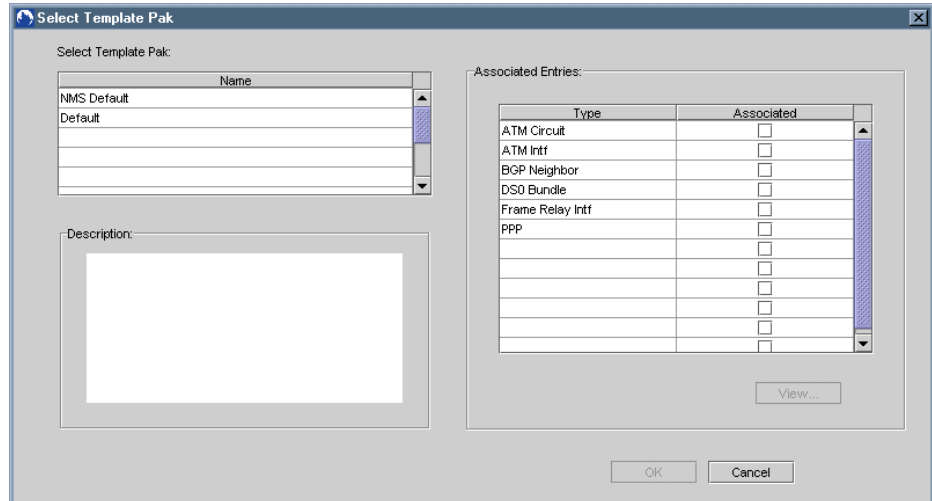 Select Template Pak
Select Template Pak:
Name
NMS Default
Default
Description:
Associated Entries:
Type Associated
ATM Circuit
ATM Intf
BGP Neighbor
DS0 Bundle
Frame Relay Intf
PPP
View...
OK Cancel